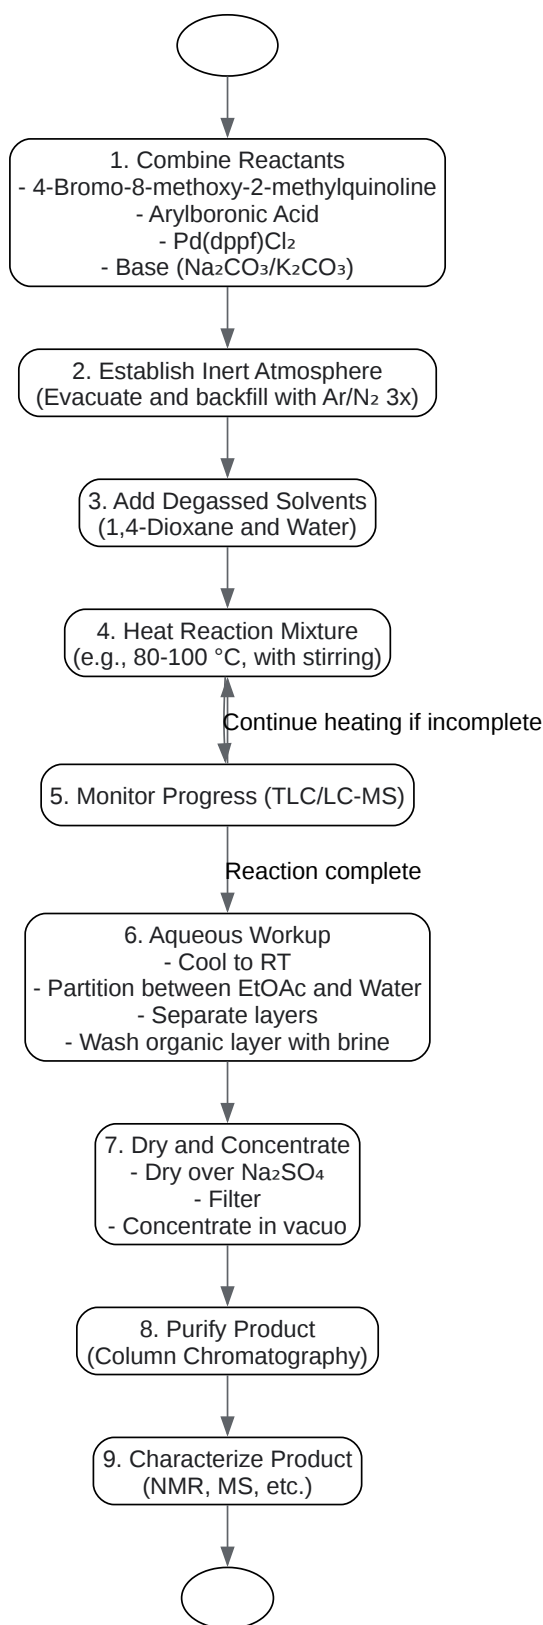 1. Combine Reactants
- 4-Bromo-8-methoxy-2-methylquinoline
- Arylboronic Acid
- Pd(dppf)Cl₂
- Base (Na₂CO₃/K₂CO₃)
2. Establish Inert Atmosphere
(Evacuate and backfill with Ar/N₂ 3x)
3. Add Degassed Solvents
(1,4-Dioxane and Water)
4. Heat Reaction Mixture
(e.g., 80-100 °C, with stirring)
Continue heating if incomplete
5. Monitor Progress (TLC/LC-MS)
Reaction complete
6. Aqueous Workup
- Cool to RT
- Partition between EtOAc and Water
- Separate layers
- Wash organic layer with brine
7. Dry and Concentrate
- Dry over Na₂SO₄
- Filter
- Concentrate in vacuo
8. Purify Product
(Column Chromatography)
9. Characterize Product
(NMR, MS, etc.)